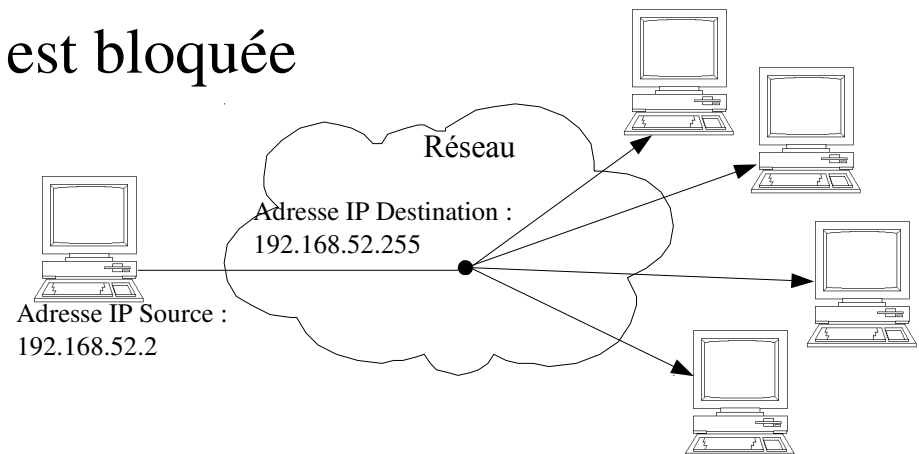 est bloquée
Réseau
Adresse IP Destination :
192.168.52.255
Adresse IP Source :
192.168.52.2